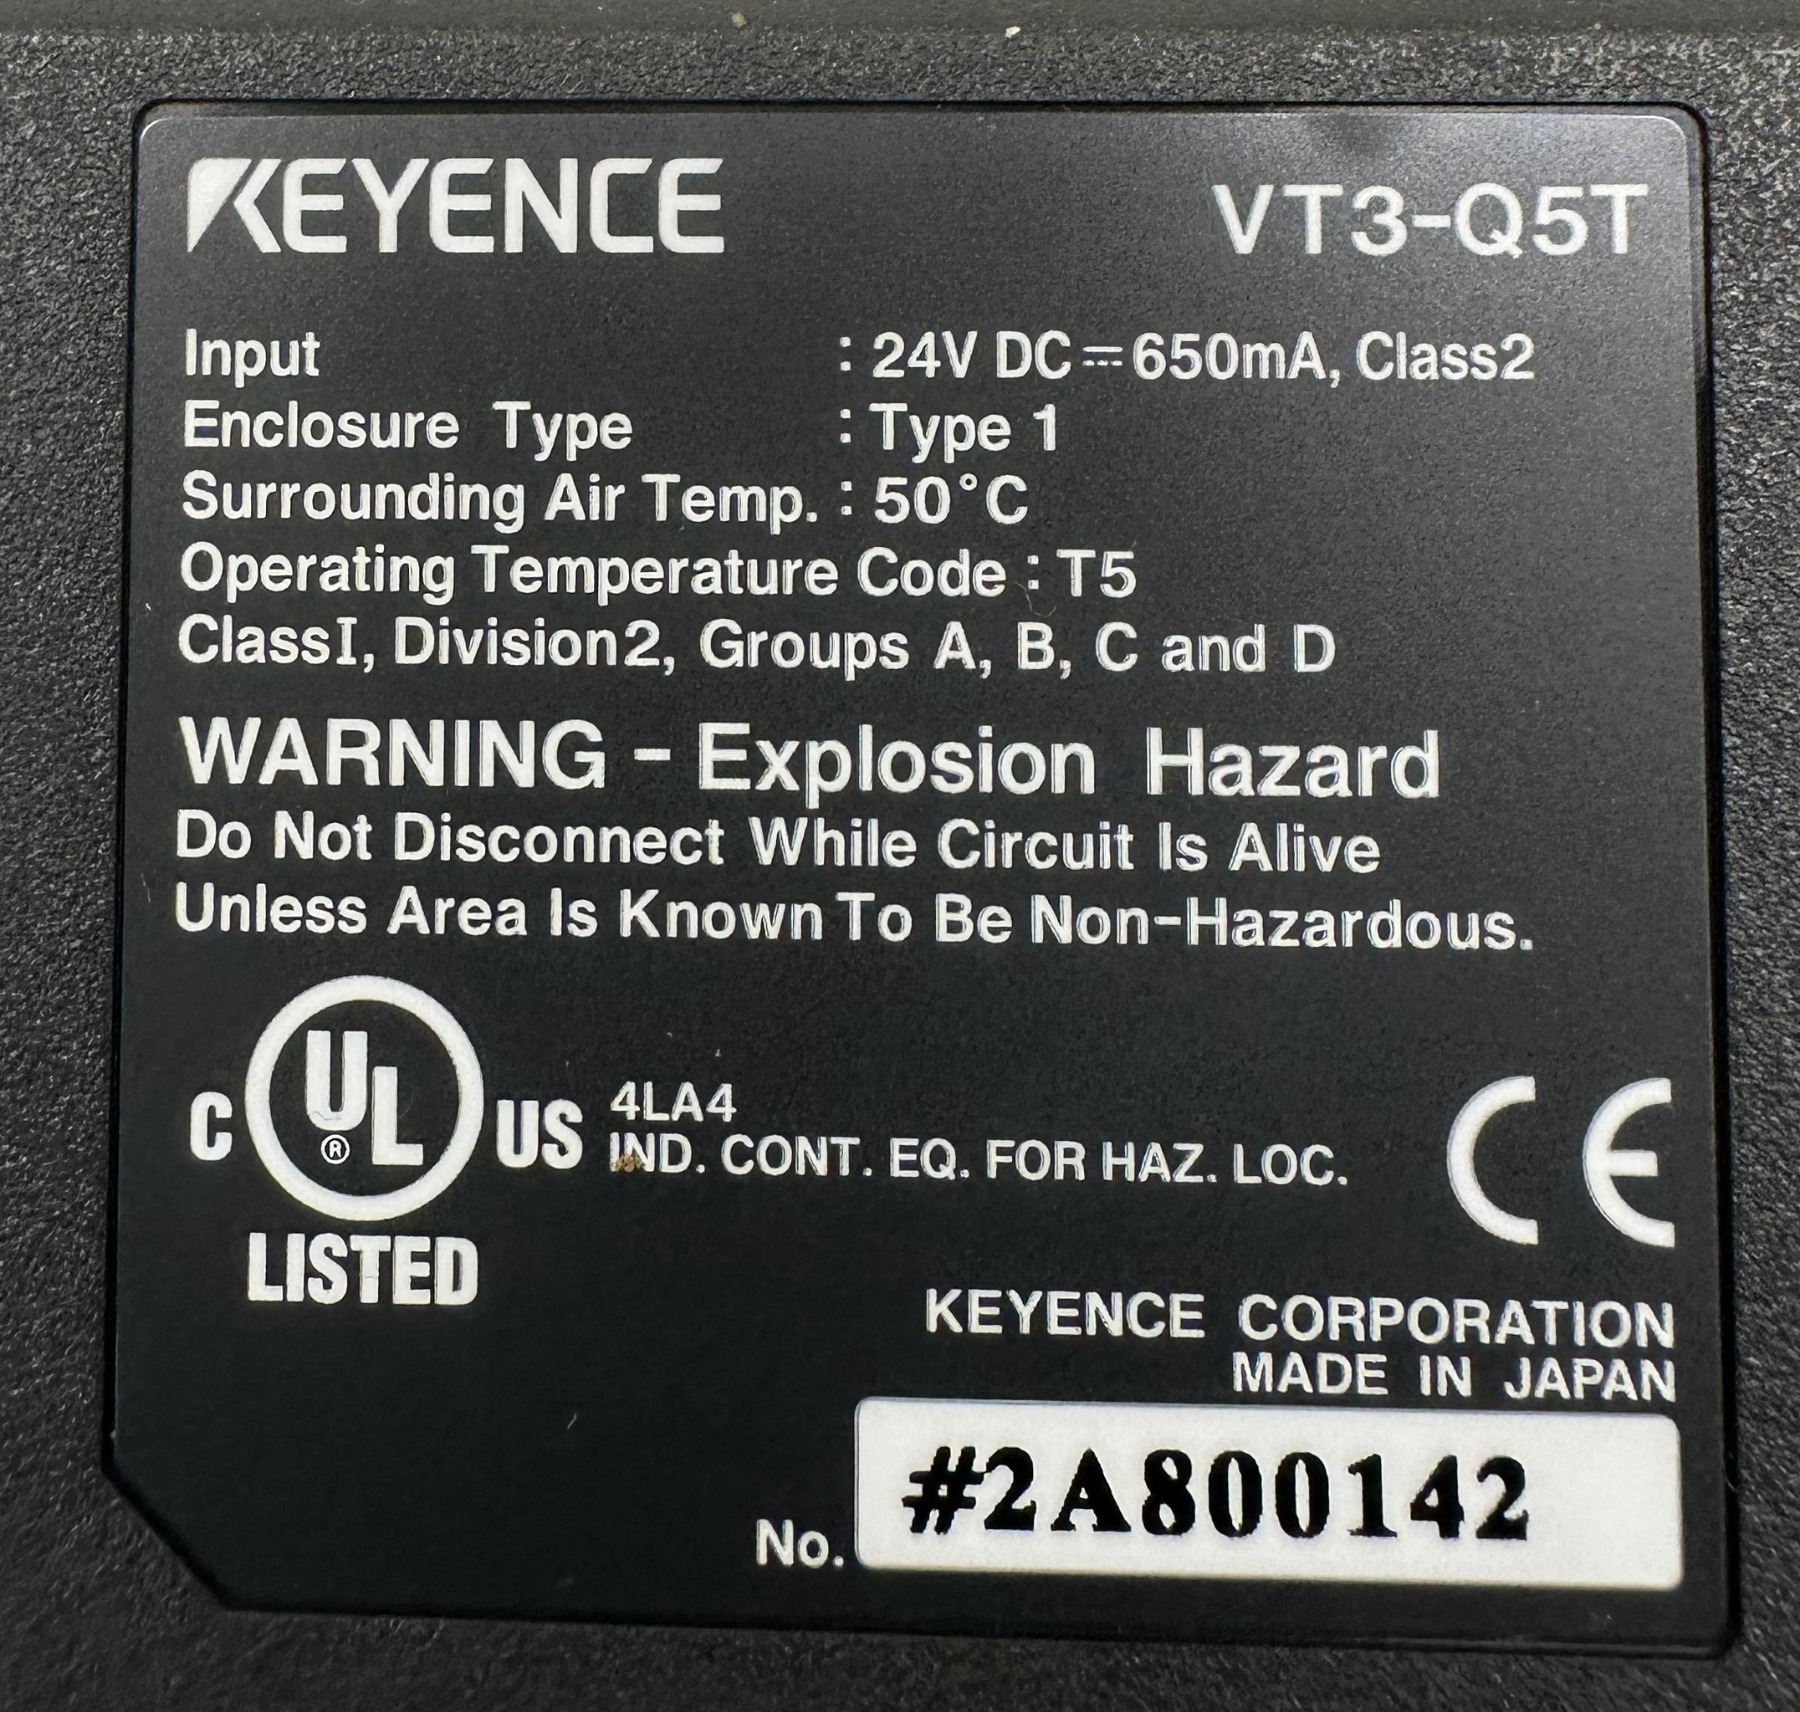 KEYENCE VT3-Q5T
Input : 24V DC⎓650mA, Class2
Enclosure Type : Type 1
Surrounding Air Temp. : 50°C
Operating Temperature Code : T5
ClassI, Division2, Groups A, B, C and D
WARNING - Explosion Hazard
Do Not Disconnect While Circuit Is Alive
Unless Area Is Known To Be Non-Hazardous.
C UL® US
LISTED
4LA4
IND. CONT. EQ. FOR HAZ. LOC.
CE
KEYENCE CORPORATION
MADE IN JAPAN
No. #2A800142